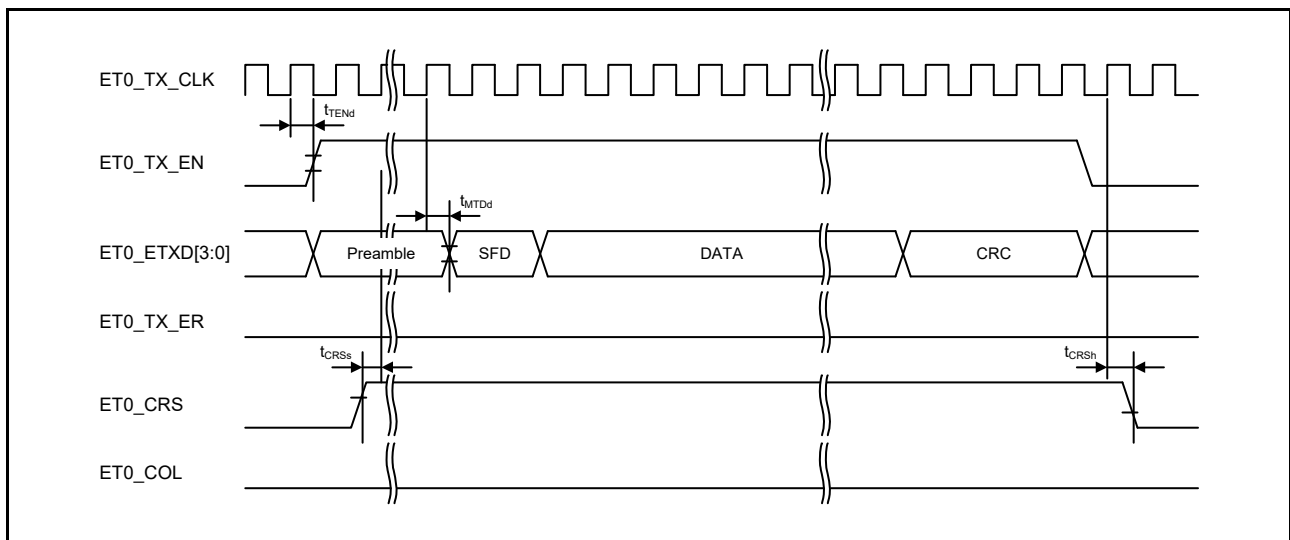 ET0_TX_CLK
tTENd
ET0_TX_EN
tMTDd
ET0_ETXD[3:0] Preamble SFD DATA CRC
ET0_TX_ER
tCRSs tCRSh
ET0_CRS
ET0_COL